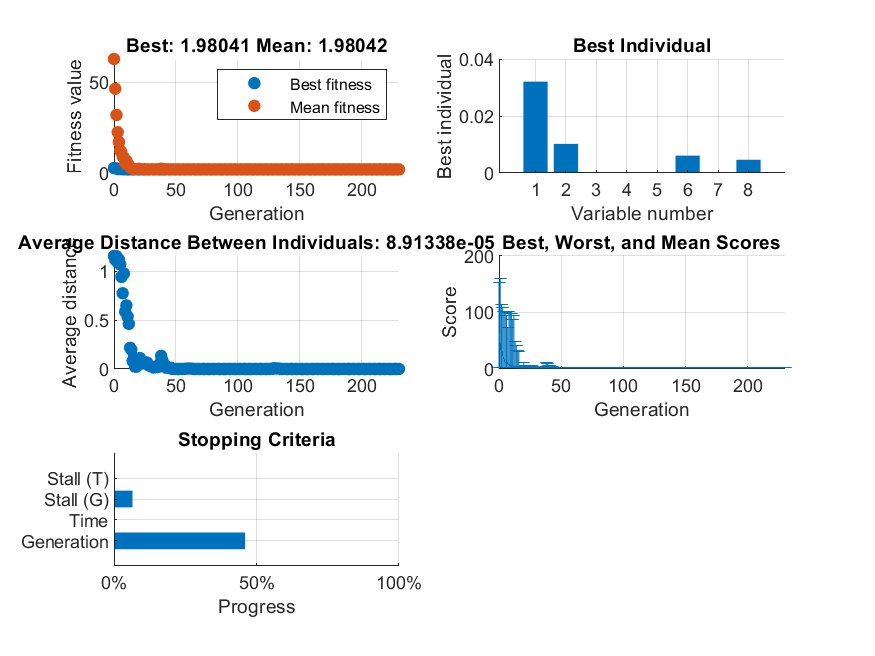 Best: 1.98041 Mean: 1.98042
Fitness value
50
0
Best fitness
Mean fitness
0 50 100 150 200
Generation
Best Individual
Best individual
0.04
0.02
0
1 2 3 4 5 6 7 8
Variable number
Average Distance Between Individuals: 8.91338e-05
Average distance
1
0.5
0
0 50 100 150 200
Generation
Best, Worst, and Mean Scores
Score
200
100
0
0 50 100 150 200
Generation
Stopping Criteria
Stall (T)
Stall (G)
Time
Generation
0% 50% 100%
Progress